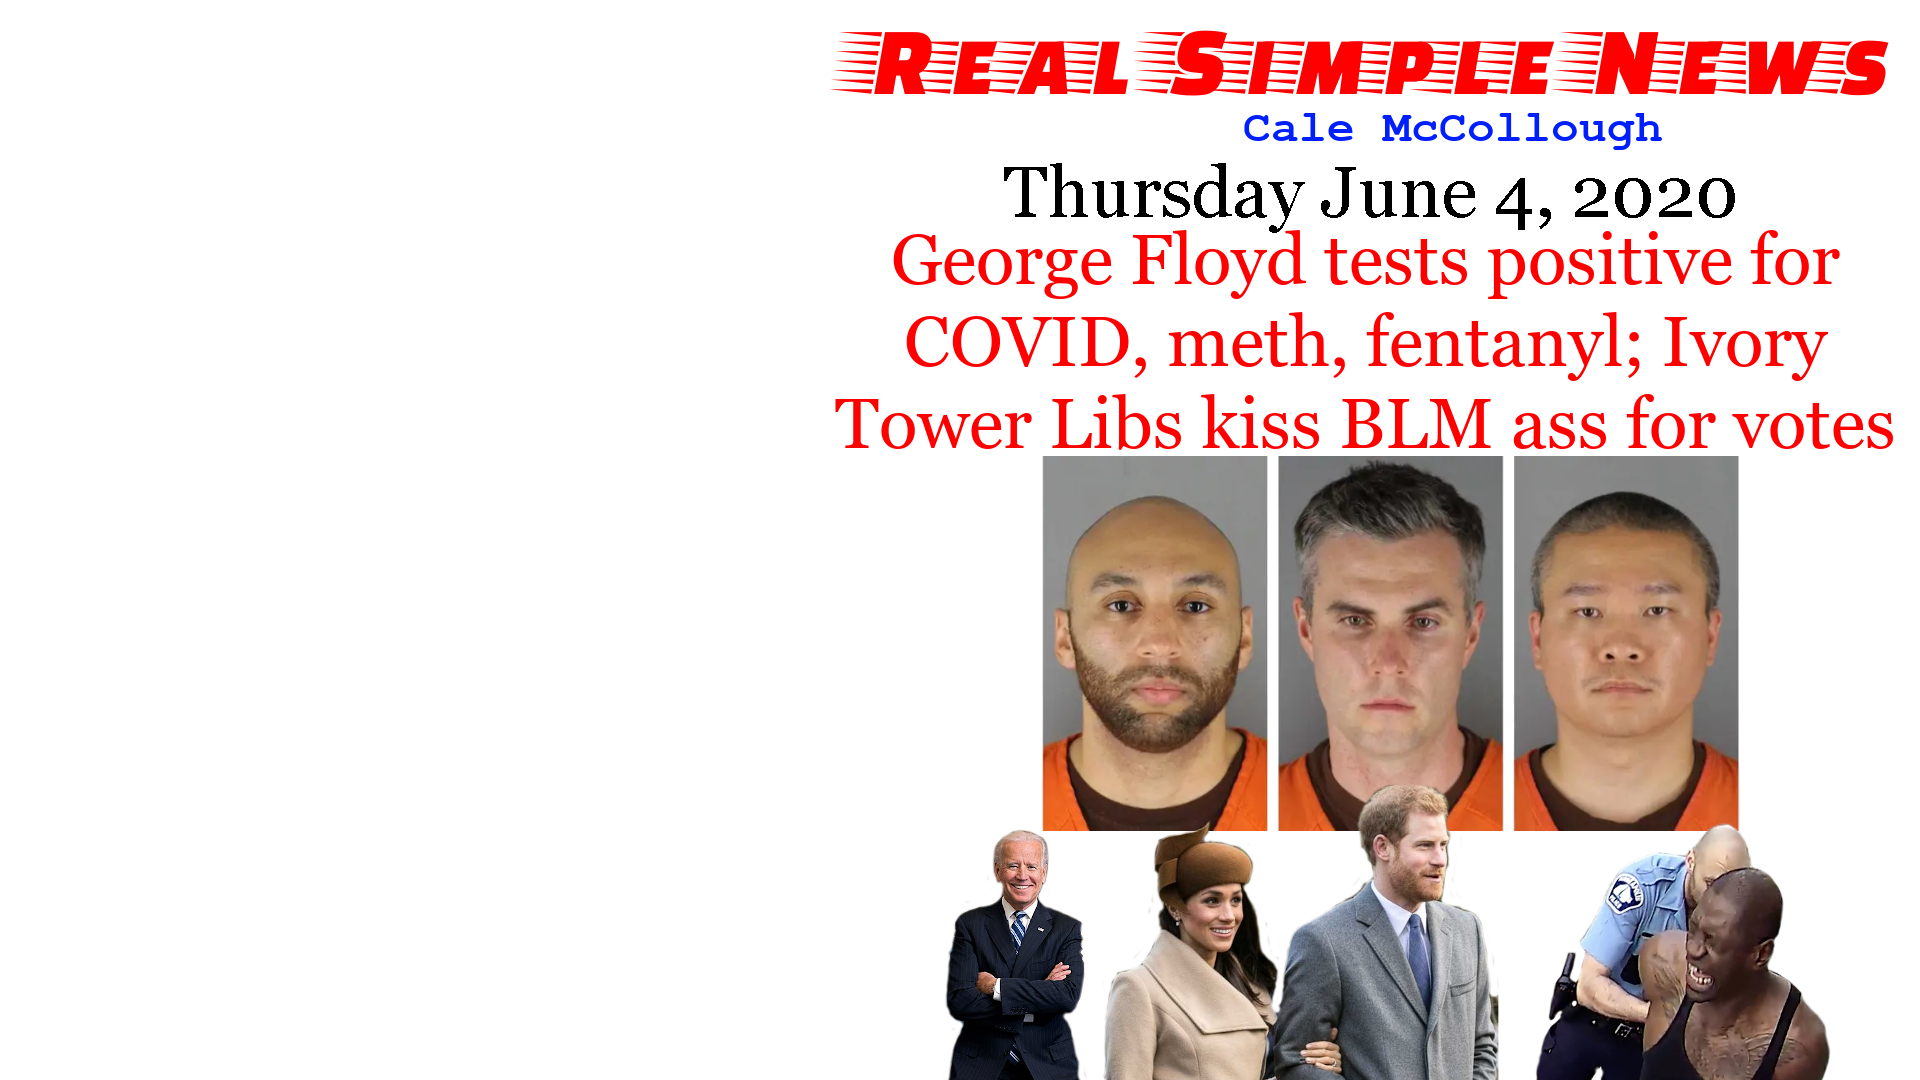 REAL SIMPLE NEWS
Cale McCollough
Thursday June 4, 2020
George Floyd tests positive for
COVID, meth, fentanyl; Ivory
Tower Libs kiss BLM ass for votes